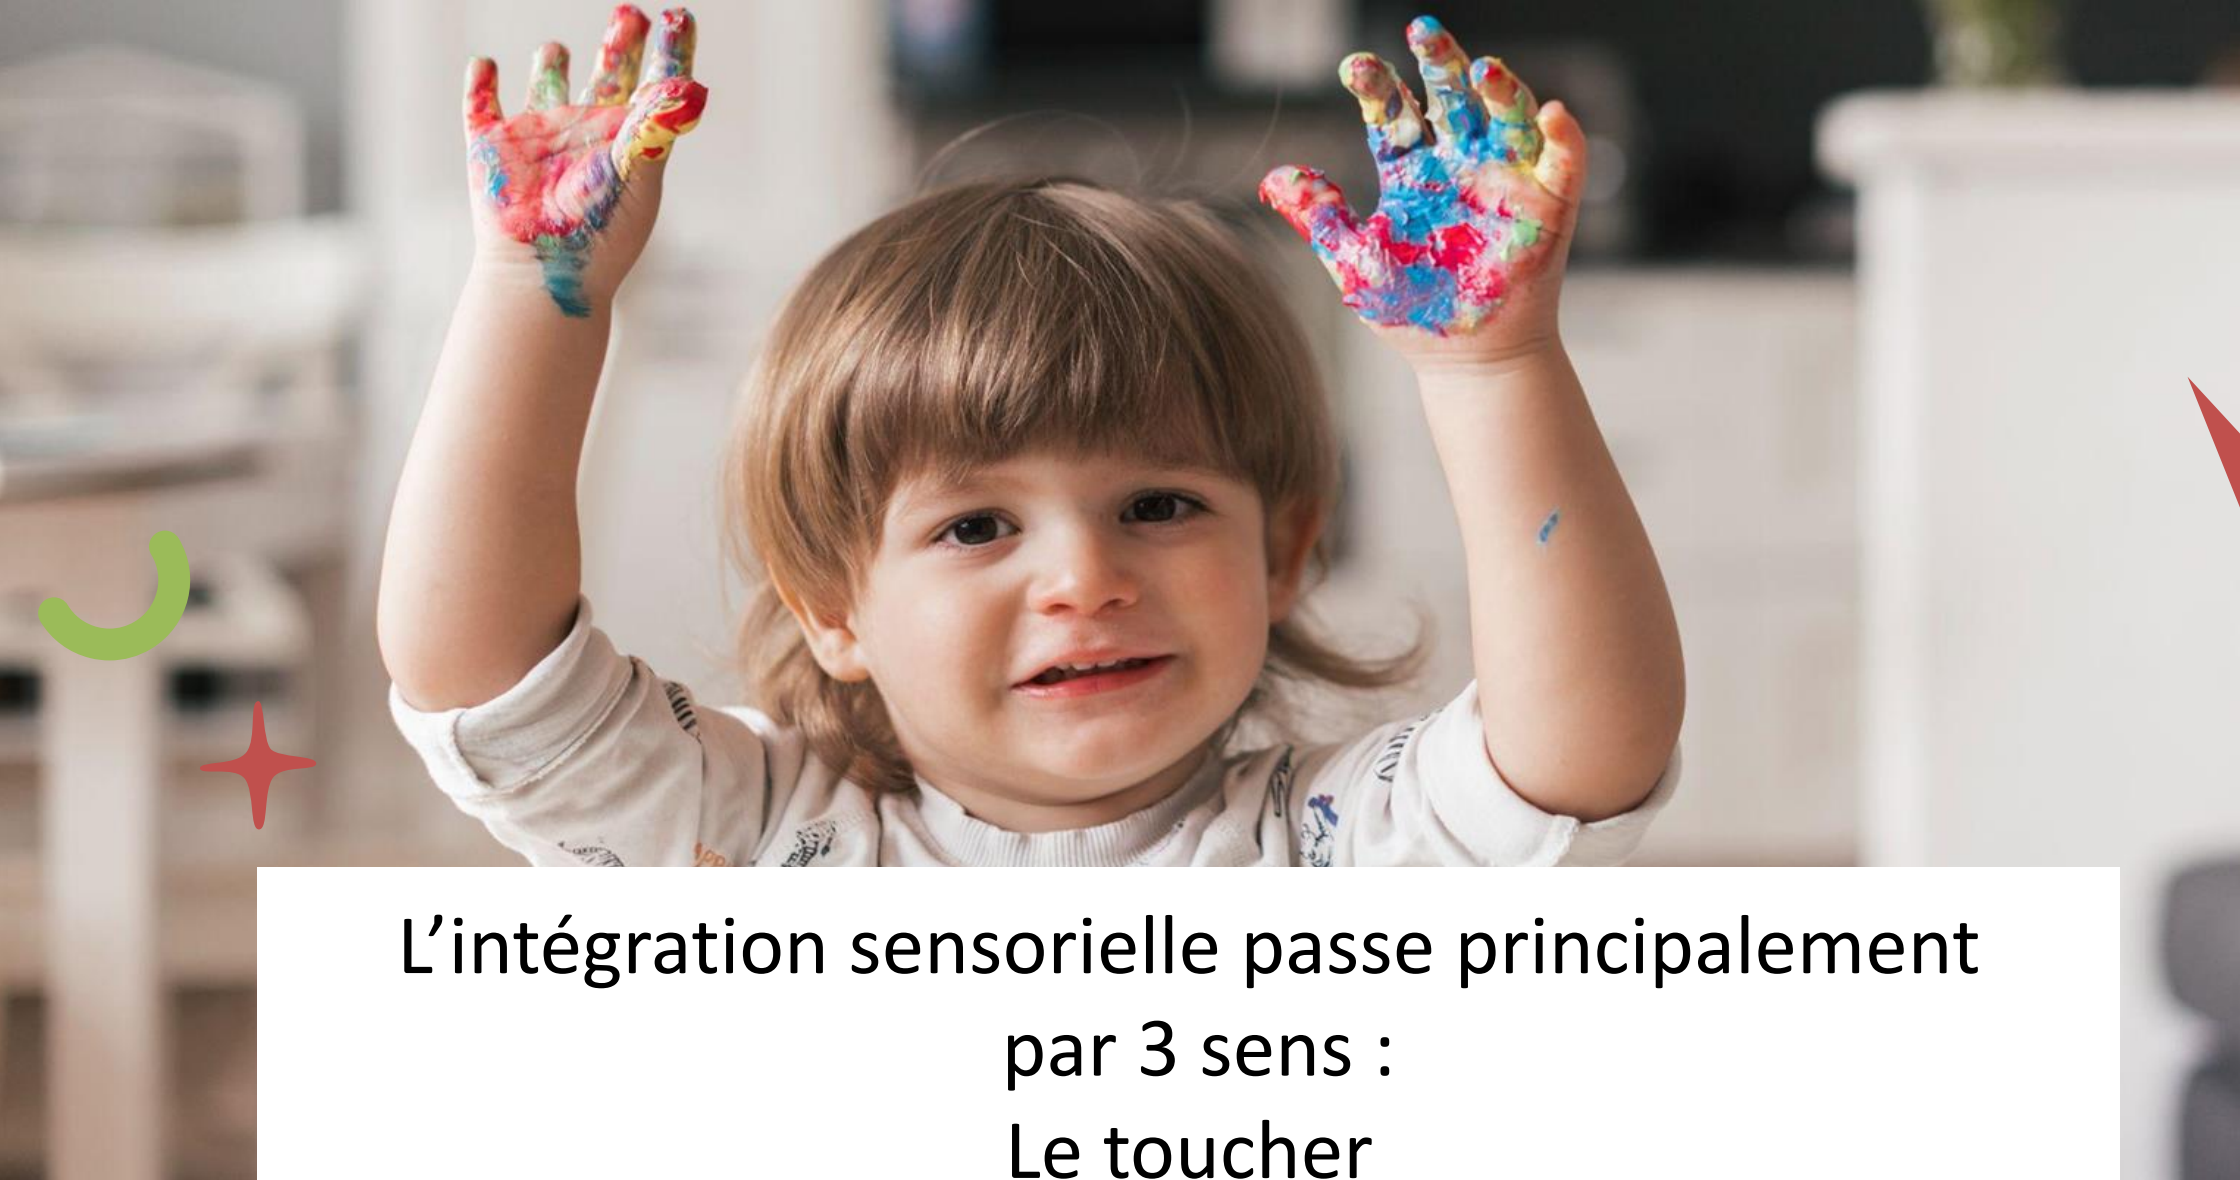 L’intégration sensorielle passe principalement
par 3 sens :
Le toucher